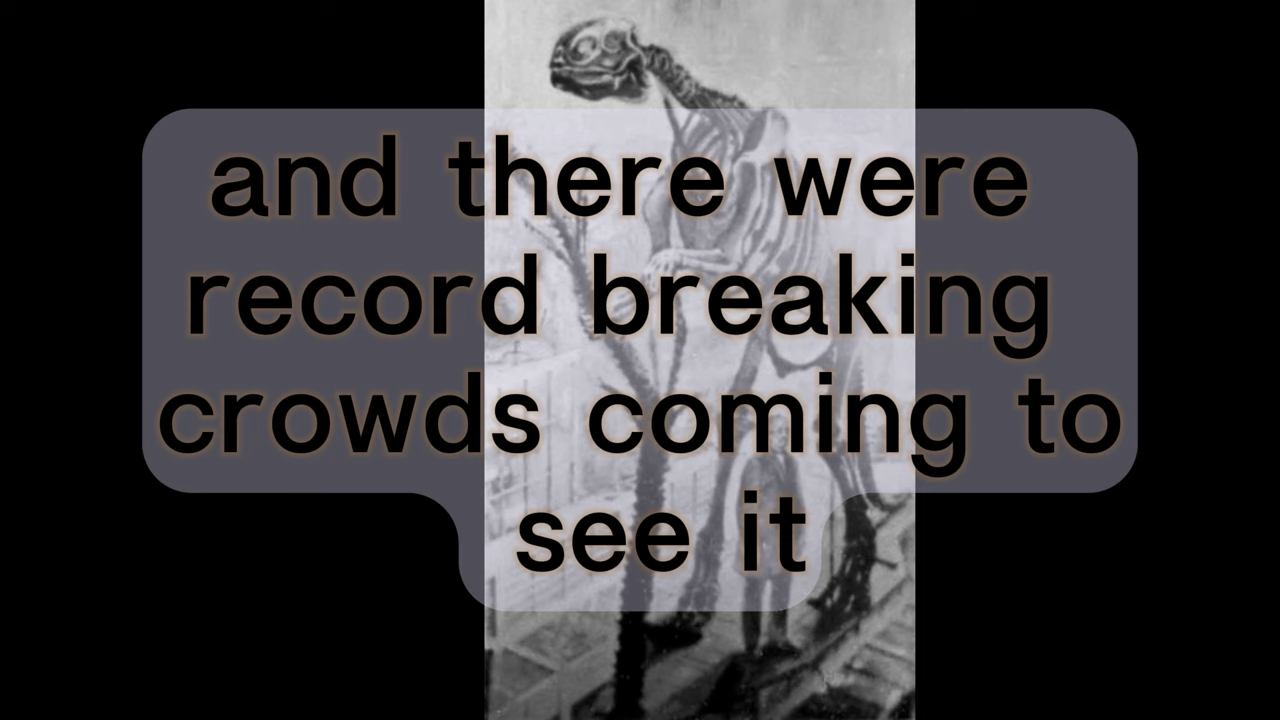 and there were
record breaking
crowds coming to
see it